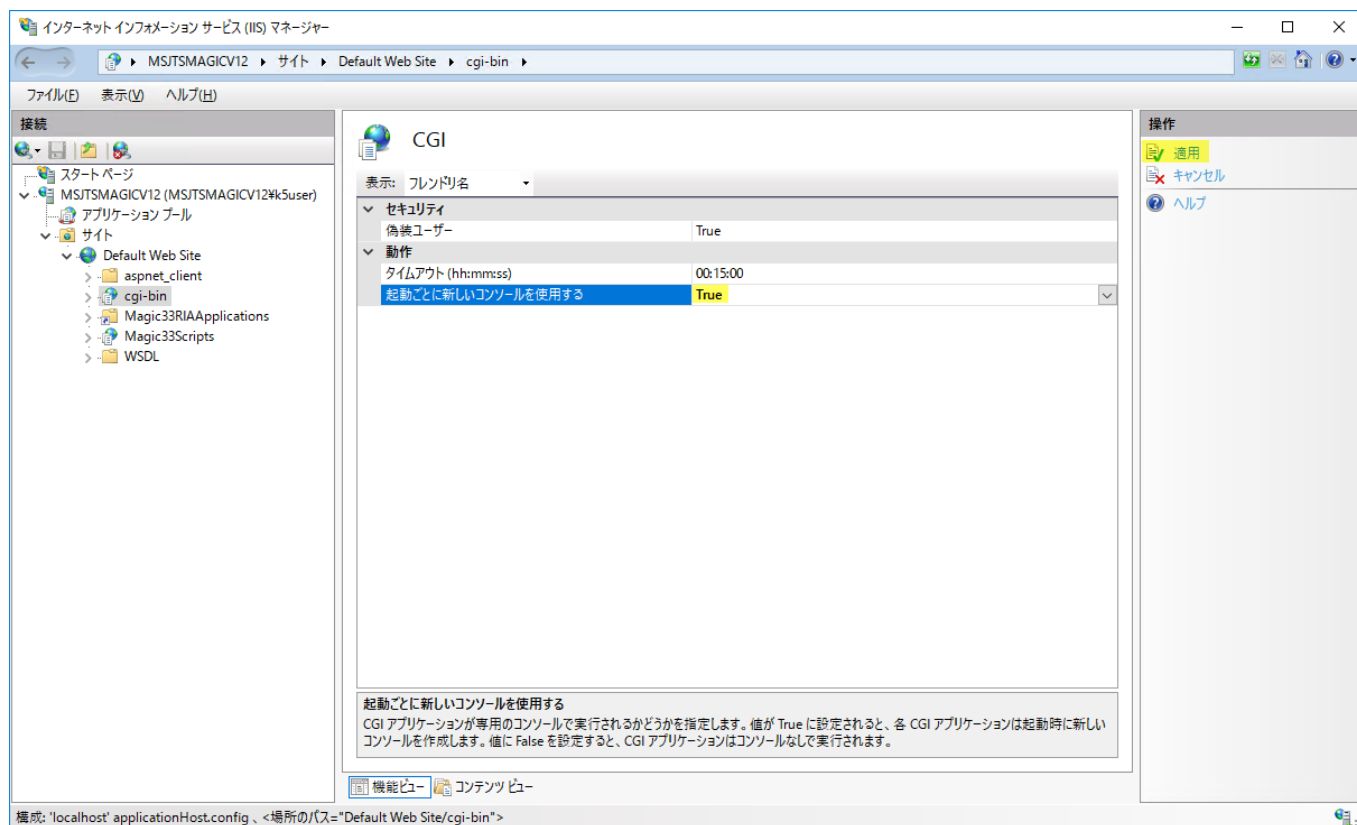 インターネット インフォメーション サービス (IIS) マネージャー
MSJTSMAGICV12 サイト Default Web Site cgi-bin
ファイル(F) 表示(V) ヘルプ(H)
接続
スタート ページ
MSJTSMAGICV12 (MSJTSMAGICV12¥k5user)
アプリケーション プール
サイト
Default Web Site
aspnet_client
cgi-bin
Magic33RIAApplications
Magic33Scripts
WSDL
CGI
表示: フレンドリ名
セキュリティ
偽装ユーザー True
動作
タイムアウト (hh:mm:ss) 00:15:00
起動ごとに新しいコンソールを使用する True
起動ごとに新しいコンソールを使用する
CGI アプリケーションが専用のコンソールで実行されるかどうかを指定します。値が True に設定されると、各 CGI アプリケーションは起動時に新しい
コンソールを作成します。値に False を設定すると、CGI アプリケーションはコンソールなしで実行されます。
機能ビュー コンテンツ ビュー
操作
適用
キャンセル
ヘルプ
構成: 'localhost' applicationHost.config 、<場所のパス="Default Web Site/cgi-bin">